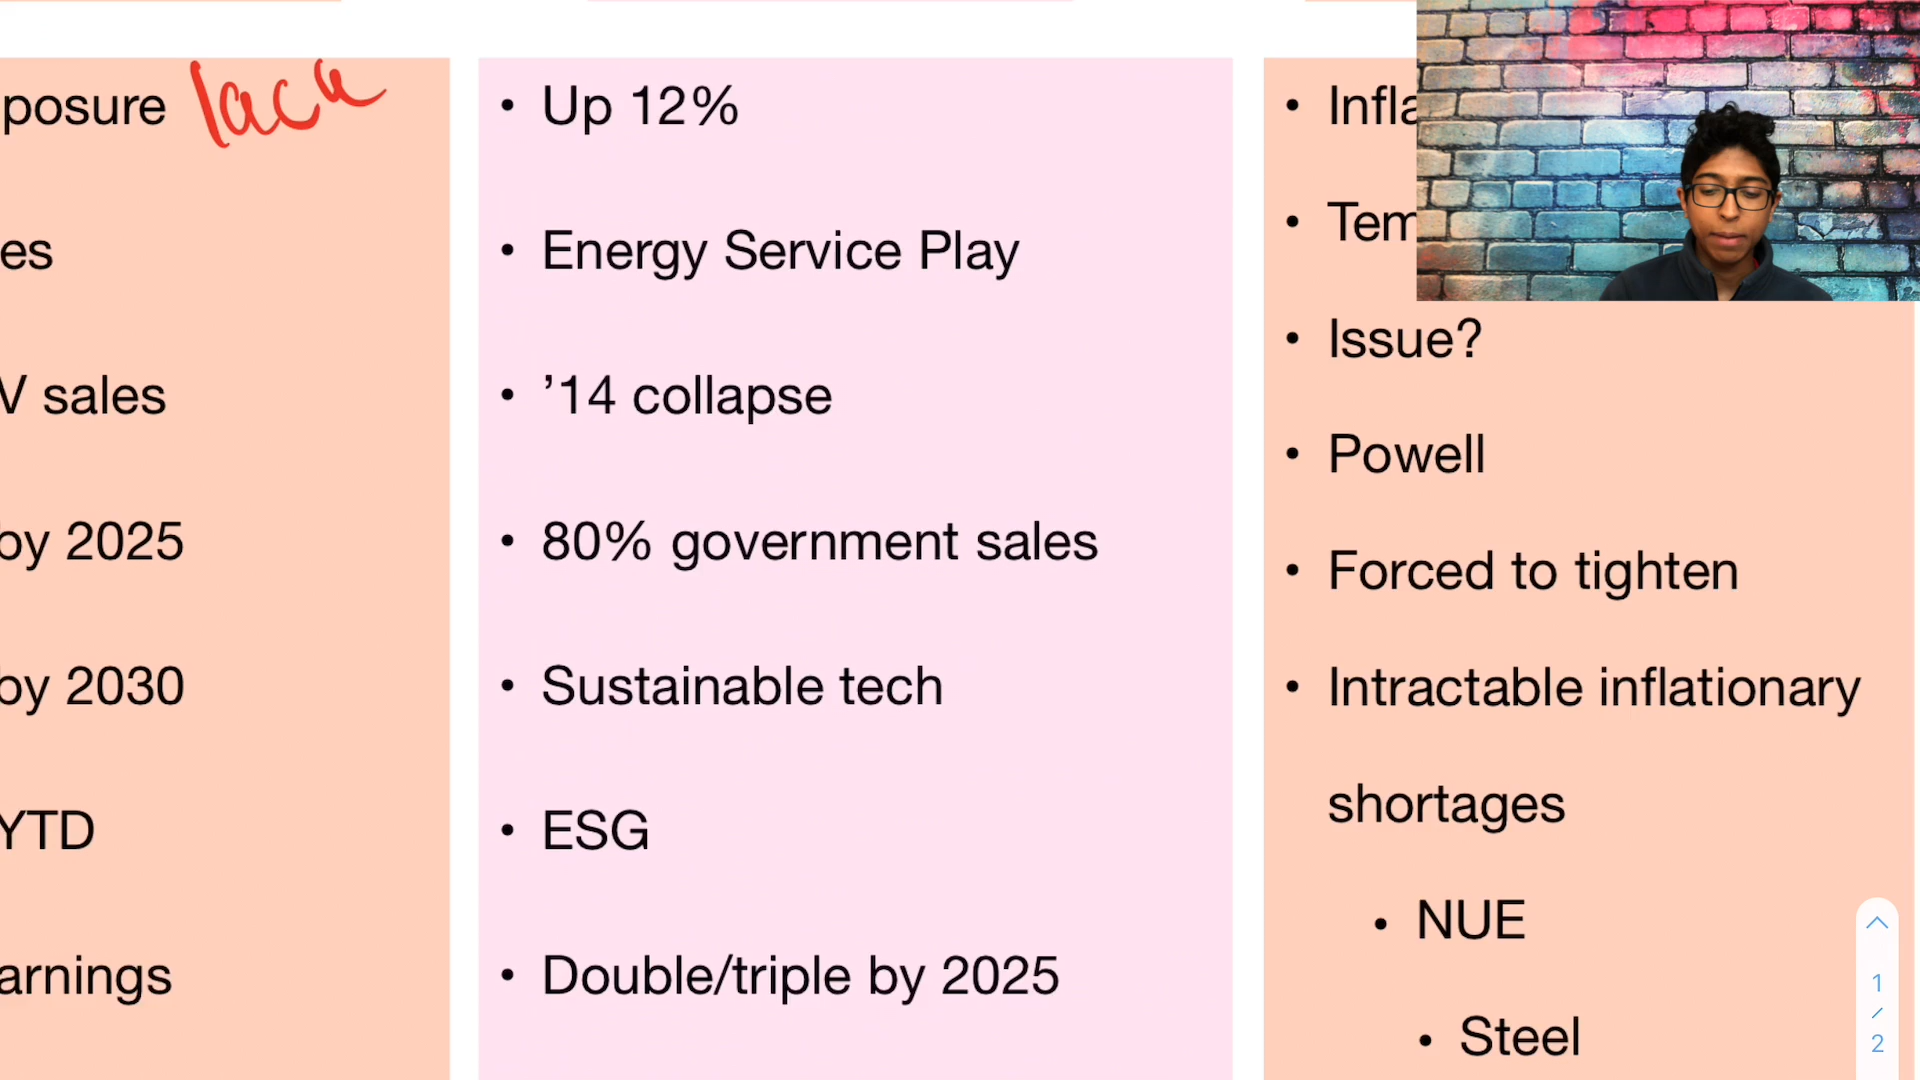 posure lack
es
V sales
by 2025
by 2030
YTD
arnings
• Up 12%
• Energy Service Play
• ’14 collapse
• 80% government sales
• Sustainable tech
• ESG
• Double/triple by 2025
• Infla
• Tem
• Issue?
• Powell
• Forced to tighten
• Intractable inflationary
shortages
• NUE
• Steel
1
/
2